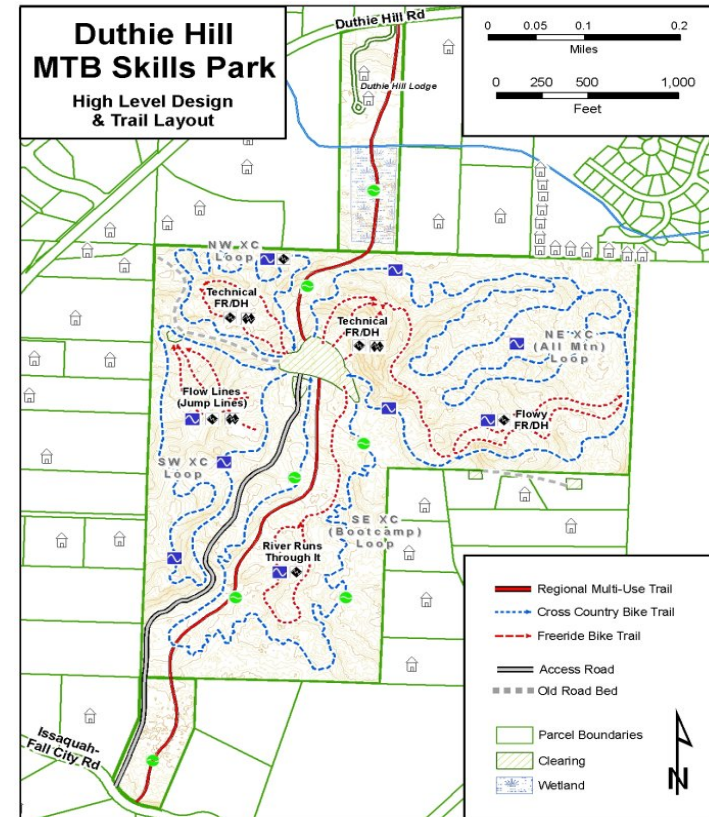 Duthie Hill
MTB Skills Park
High Level Design
& Trail Layout
Duthie Hill Rd
Duthie Hill Lodge
0 0.05 0.1 0.2
Miles
0 250 500 1,000
Feet
NW XC
Loop
Technical
FR/DH
Technical
FR/DH
NE XC
(All Mtn)
Loop
Flow Lines
(Jump Lines)
Flowy
FR/DH
SW XC
Loop
SE XC
(Bootcamp)
Loop
River Runs
Through It
Issaquah-
Fall City Rd
Regional Multi-Use Trail
Cross Country Bike Trail
Freeride Bike Trail
Access Road
Old Road Bed
Parcel Boundaries
Clearing
Wetland
N